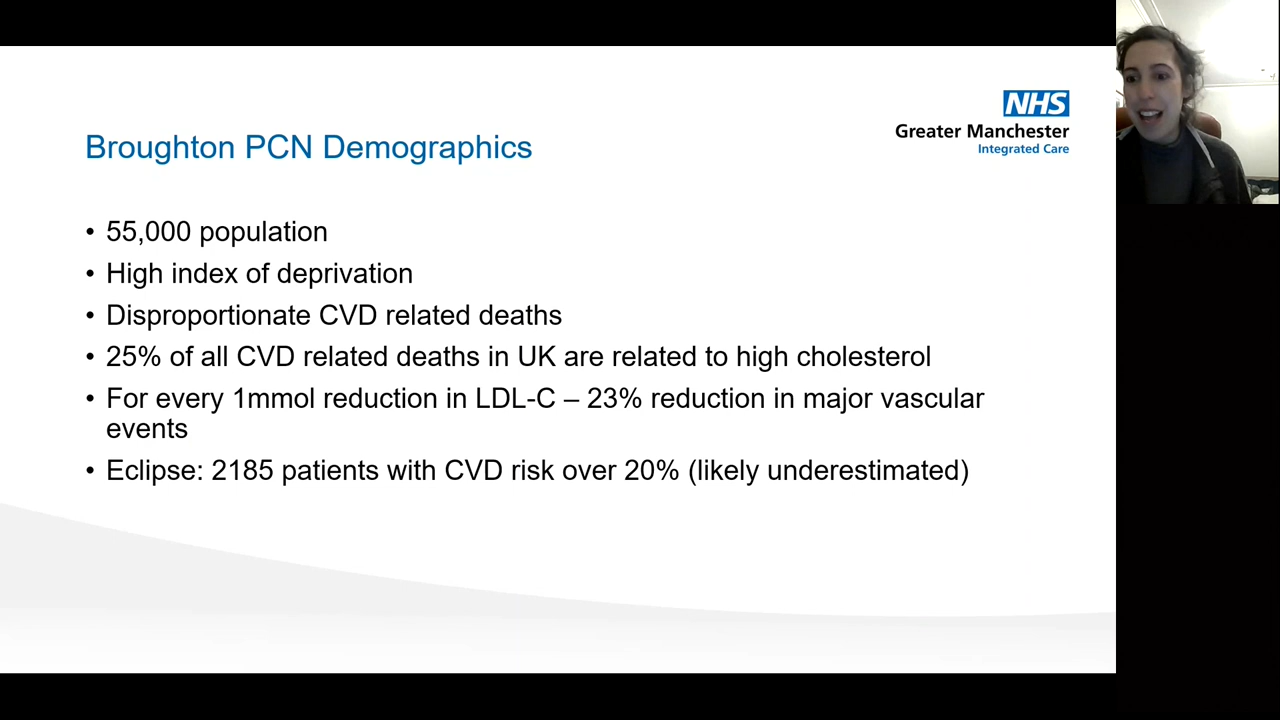 NHS
Greater Manchester
Integrated Care
Broughton PCN Demographics
• 55,000 population
• High index of deprivation
• Disproportionate CVD related deaths
• 25% of all CVD related deaths in UK are related to high cholesterol
• For every 1mmol reduction in LDL-C – 23% reduction in major vascular
events
• Eclipse: 2185 patients with CVD risk over 20% (likely underestimated)